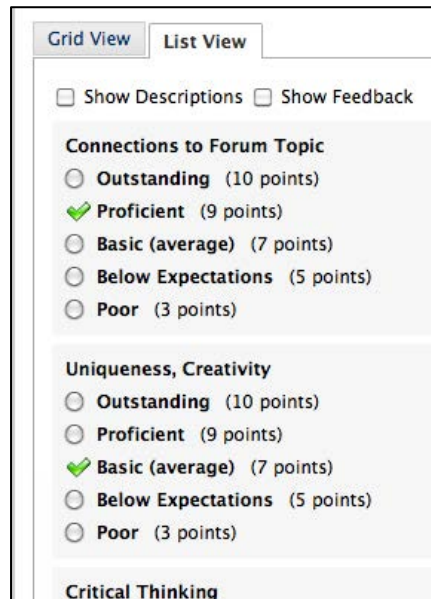 Grid View List View
Show Descriptions Show Feedback
Connections to Forum Topic
Outstanding (10 points)
Proficient (9 points)
Basic (average) (7 points)
Below Expectations (5 points)
Poor (3 points)
Uniqueness, Creativity
Outstanding (10 points)
Proficient (9 points)
Basic (average) (7 points)
Below Expectations (5 points)
Poor (3 points)
Critical Thinking